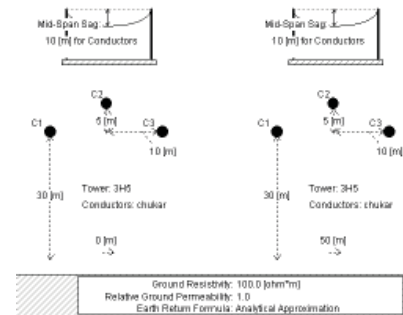 Mid-Span Sag:
10 [m] for Conductors
C2
C1
5 [m]
C3
10 [m]
30 [m]
Tower: 3H5
Conductors: chukar
0 [m]
Mid-Span Sag:
10 [m] for Conductors
C2
C1
5 [m]
C3
10 [m]
30 [m]
Tower: 3H5
Conductors: chukar
50 [m]
Ground Resistivity: 100.0 [ohm*m]
Relative Ground Permeability: 1.0
Earth Return Formula: Analytical Approximation